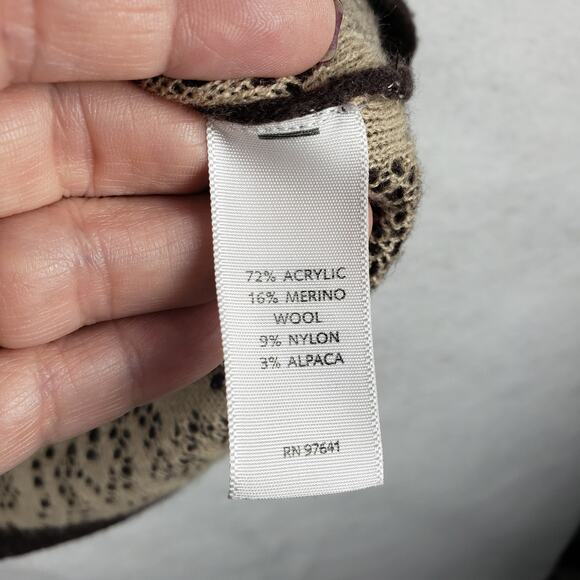 72% ACRYLIC
16% MERINO
WOOL
9% NYLON
3% ALPACA
RN 97641